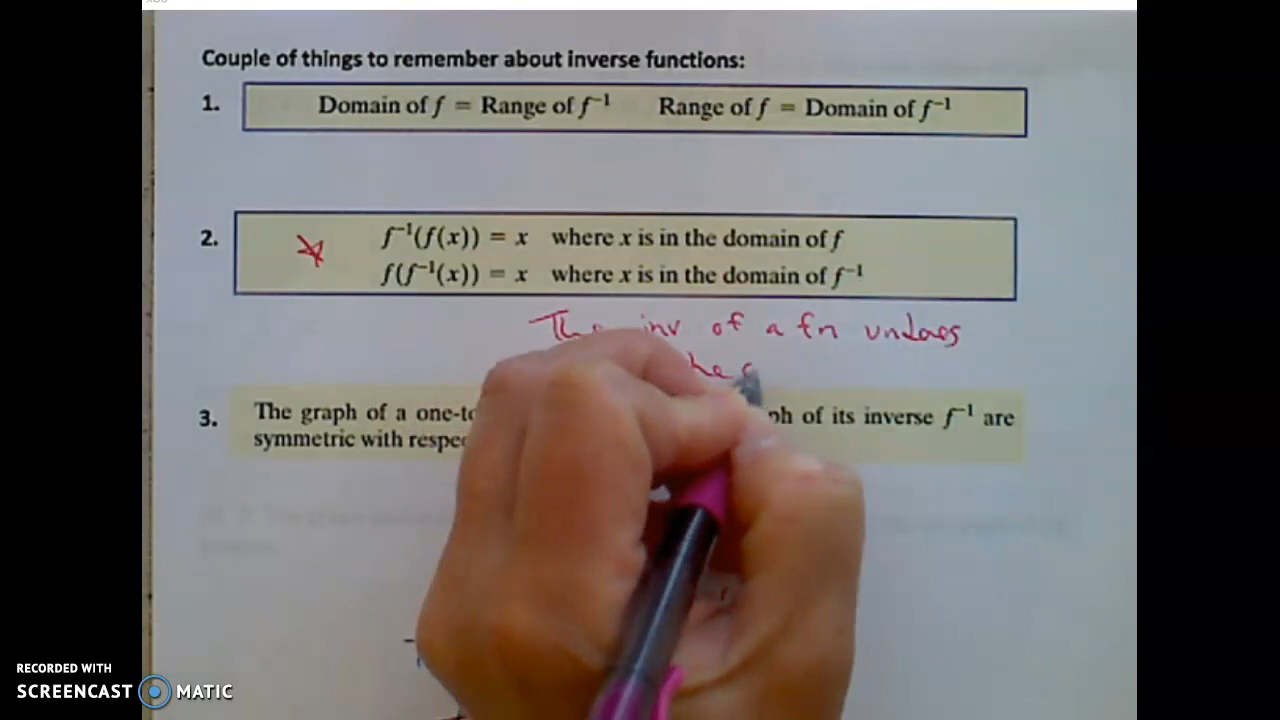 Couple of things to remember about inverse functions:
1. Domain of f = Range of f⁻¹ Range of f = Domain of f⁻¹
2. f⁻¹(f(x)) = x where x is in the domain of f
f(f⁻¹(x)) = x where x is in the domain of f⁻¹
inv of a fn undoes
3. The graph of a one-to of its inverse f⁻¹ are
symmetric with
RECORDED WITH
SCREENCAST MATIC